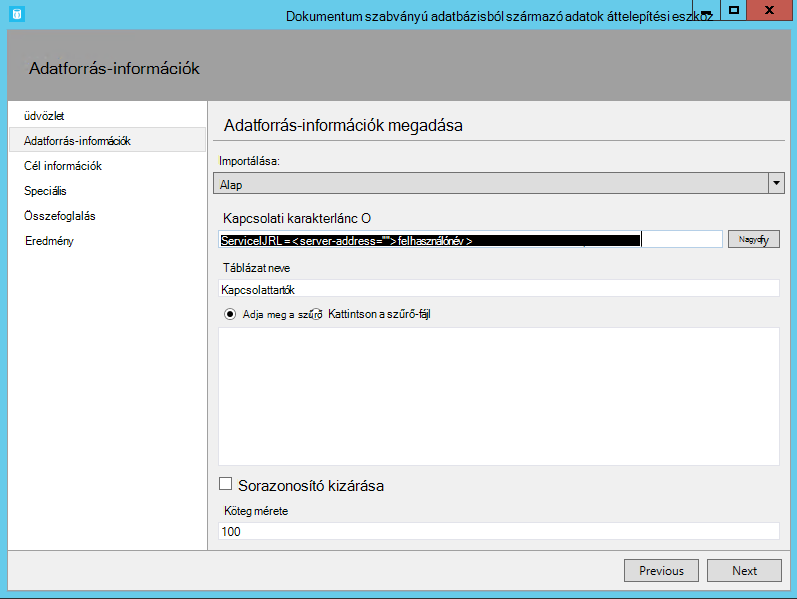 Dokumentum szabványú adatbázisból származó adatok áttelepítési eszköz
Adatforrás-információk
üdvözlet
Adatforrás-információk
Cél információk
Speciális
Összefoglalás
Eredmény
Adatforrás-információk megadása
Importálása:
Alap
Kapcsolati karakterlánc O
ServiceIJRL=<server-address="">felhasználónév>
Táblázat neve
Kapcsolattartók
Adja meg a szűrő Kattintson a szűrő-fájl
Sorazonosító kizárása
Köteg mérete
100
Previous Next